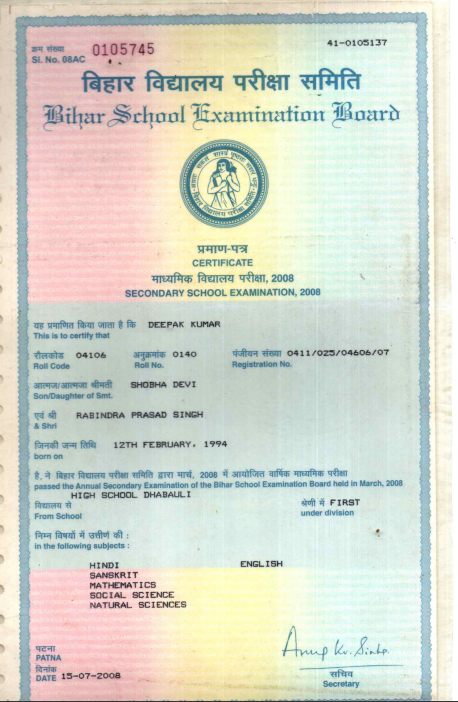 क्रम संख्या 0105745
Sl. No. 08AC
41-0105137
बिहार विद्यालय परीक्षा समिति
Bihar School Examination Board
प्रमाण-पत्र
CERTIFICATE
माध्यमिक विद्यालय परीक्षा, 2008
SECONDARY SCHOOL EXAMINATION, 2008
यह प्रमाणित किया जाता है कि DEEPAK KUMAR
This is to certify that
रौलकोड 04106 अनुक्रमांक 0140 पंजीयन संख्या 0411/025/04606/07
Roll Code Roll No. Registration No.
आत्मज/आत्मजा श्रीमती SHOBHA DEVI
Son/Daughter of Smt.
एवं श्री RABINDRA PRASAD SINGH
& Shri
जिनकी जन्म तिथि 12TH FEBRUARY, 1994
born on
है, ने बिहार विद्यालय परीक्षा समिति द्वारा मार्च, 2008 में आयोजित वार्षिक माध्यमिक परीक्षा
passed the Annual Secondary Examination of the Bihar School Examination Board held in March, 2008
HIGH SCHOOL DHABAULI
विद्यालय से श्रेणी में FIRST
From School under division
निम्न विषयों में उत्तीर्ण की :
in the following subjects :
HINDI ENGLISH
SANSKRIT
MATHEMATICS
SOCIAL SCIENCE
NATURAL SCIENCES
पटना
PATNA
दिनांक
DATE 15-07-2008
Anup Kr. Sinha.
सचिव
Secretary